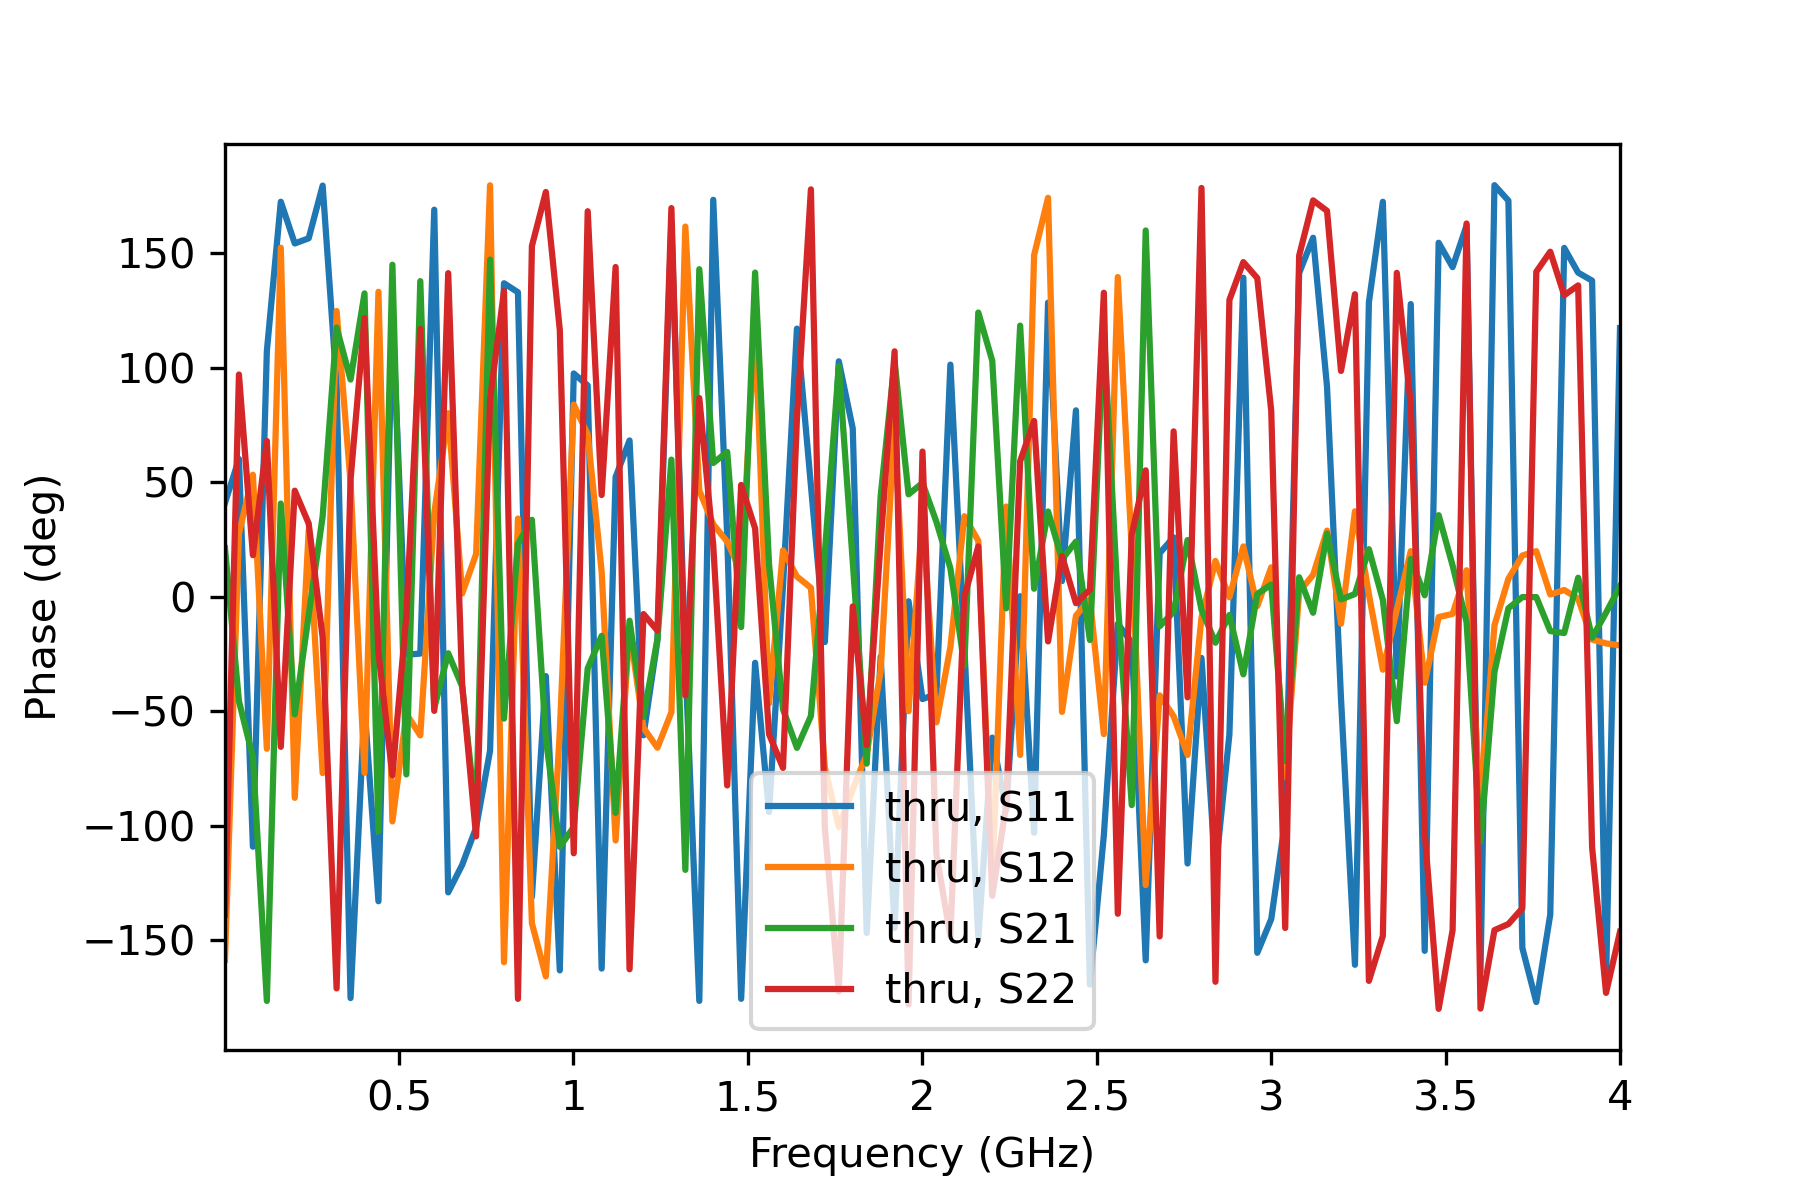 150
100
50
0
−50
−100
−150
Phase (deg)
thru, S11
thru, S12
thru, S21
thru, S22
0.5 1 1.5 2 2.5 3 3.5 4
Frequency (GHz)